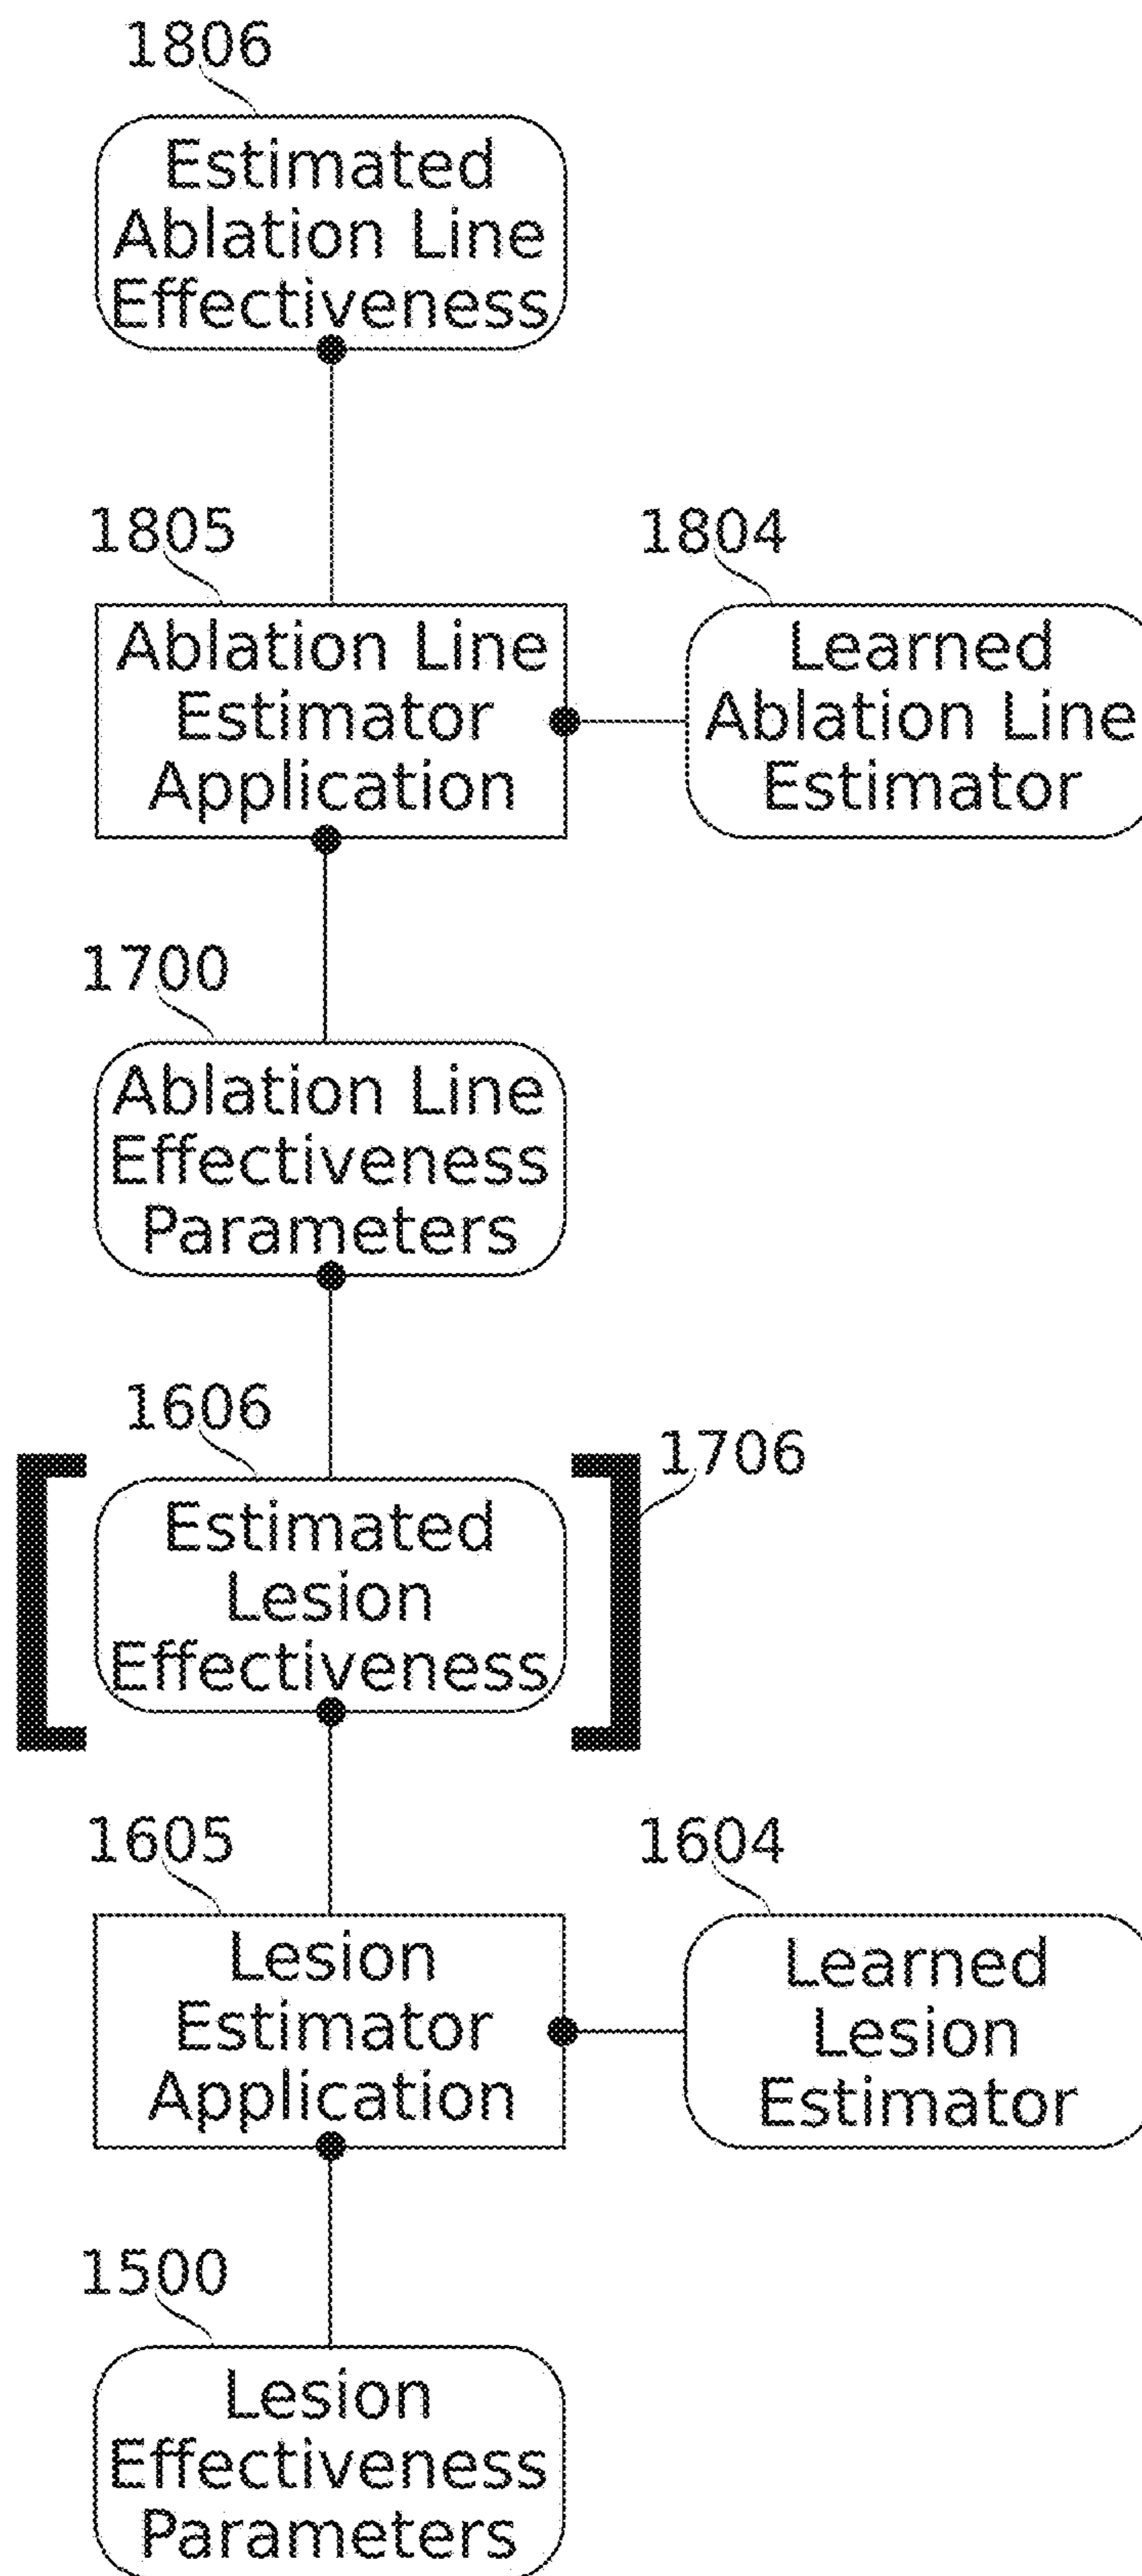 1806
Estimated
Ablation Line
Effectiveness
1805
Ablation Line
Estimator
Application
1804
Learned
Ablation Line
Estimator
1700
Ablation Line
Effectiveness
Parameters
1606
1706
Estimated
Lesion
Effectiveness
1605
Lesion
Estimator
Application
1604
Learned
Lesion
Estimator
1500
Lesion
Effectiveness
Parameters